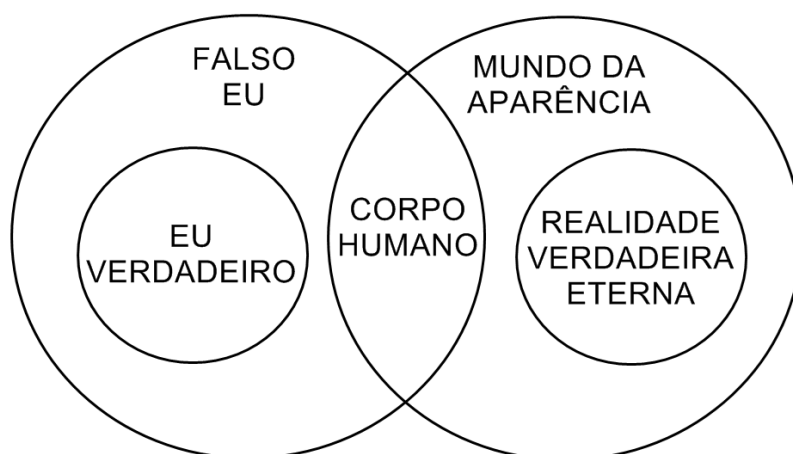 FALSO
EU
MUNDO DA
APARÊNCIA
EU
VERDADEIRO
CORPO
HUMANO
REALIDADE
VERDADEIRA
ETERNA